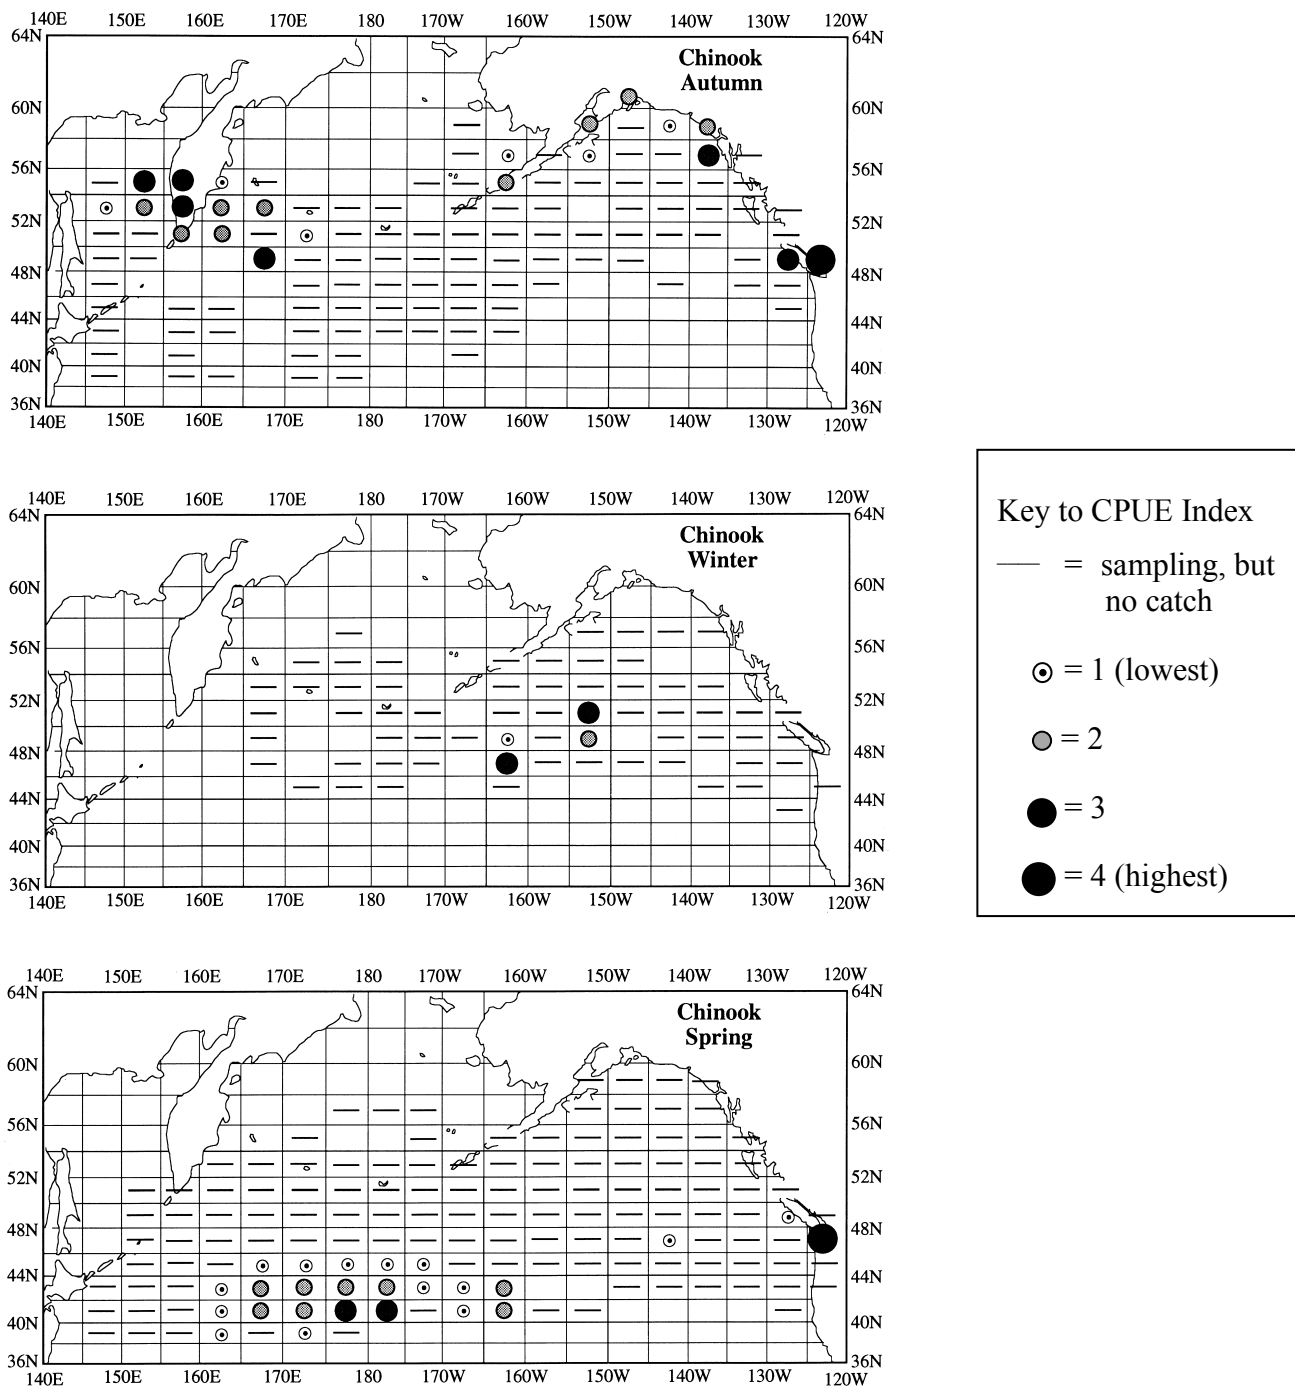 140E 150E 160E 170E 180 170W 160W 150W 140W 130W 120W
64N 64N
Chinook
Autumn
60N 60N
56N 56N
52N 52N
48N 48N
44N 44N
40N 40N
36N 36N
140E 150E 160E 170E 180 170W 160W 150W 140W 130W 120W
140E 150E 160E 170E 180 170W 160W 150W 140W 130W 120W
64N 64N
Chinook
Winter
60N 60N
56N 56N
52N 52N
48N 48N
44N 44N
40N 40N
36N 36N
140E 150E 160E 170E 180 170W 160W 150W 140W 130W 120W
140E 150E 160E 170E 180 170W 160W 150W 140W 130W 120W
64N 64N
Chinook
Spring
60N 60N
56N 56N
52N 52N
48N 48N
44N 44N
40N 40N
36N 36N
140E 150E 160E 170E 180 170W 160W 150W 140W 130W 120W
Key to CPUE Index
= sampling, but
no catch
= 1 (lowest)
= 2
= 3
= 4 (highest)